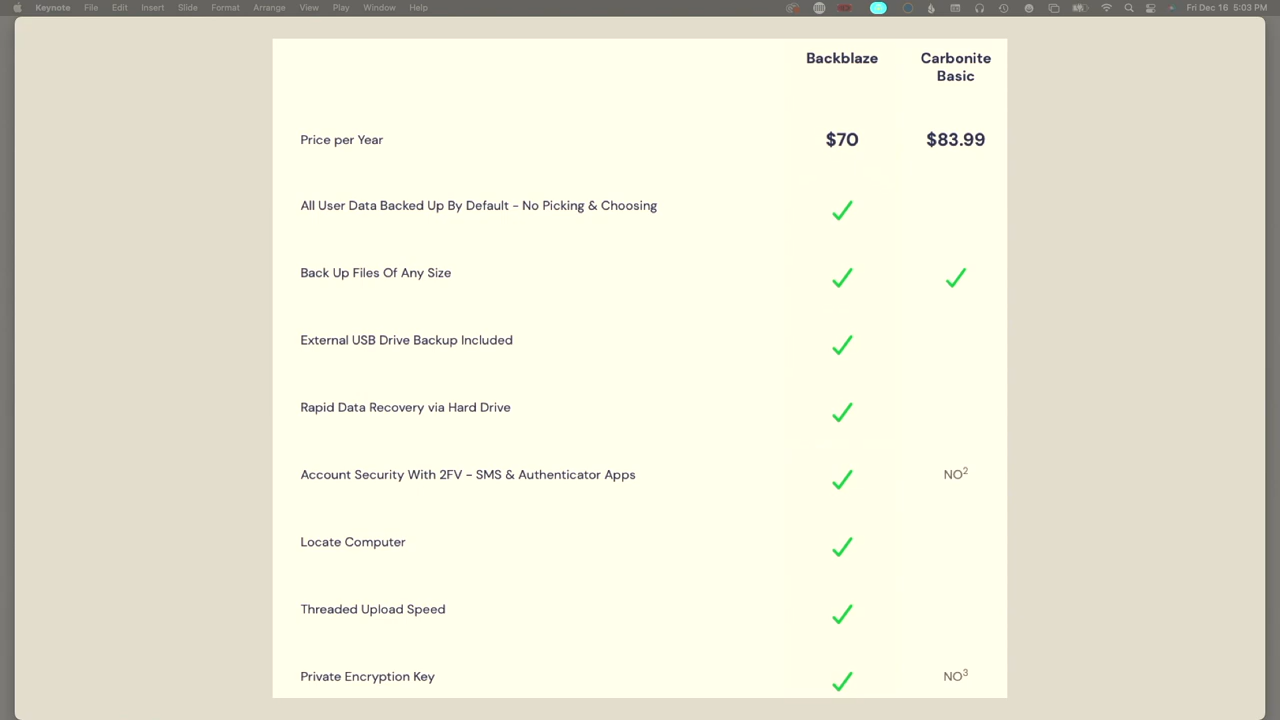 Keynote File Edit Insert Slide Format Arrange View Play Window Help Fri Dec 16 5:03 PM
Backblaze Carbonite
Basic
Price per Year $70 $83.99
All User Data Backed Up By Default - No Picking & Choosing
Back Up Files Of Any Size
External USB Drive Backup Included
Rapid Data Recovery via Hard Drive
Account Security With 2FV - SMS & Authenticator Apps NO²
Locate Computer
Threaded Upload Speed
Private Encryption Key NO³